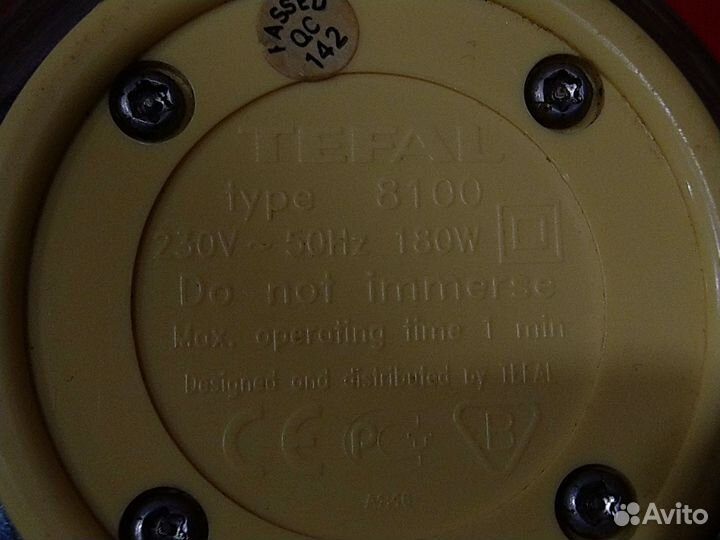 PASSED
QC
142
TEFAL
type 8100
230V ~ 50Hz 180W
Do not immerse
Max. operating time 1 min
Designed and distributed by TEFAL
CE PCT B
Avito